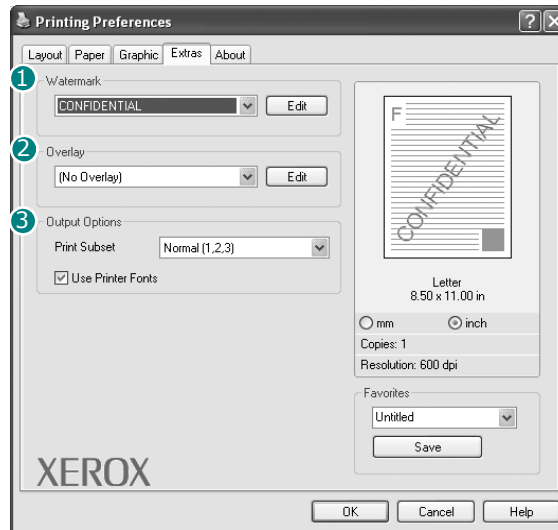 Printing Preferences
Layout Paper Graphic Extras About
1
Watermark
CONFIDENTIAL
Edit
2
Overlay
(No Overlay)
Edit
3
Output Options
Print Subset
Normal (1,2,3)
Use Printer Fonts
F
CONFIDENTIAL
Letter
8.50 x 11.00 in
mm
inch
Copies: 1
Resolution: 600 dpi
Favorites
Untitled
Save
XEROX
OK
Cancel
Help